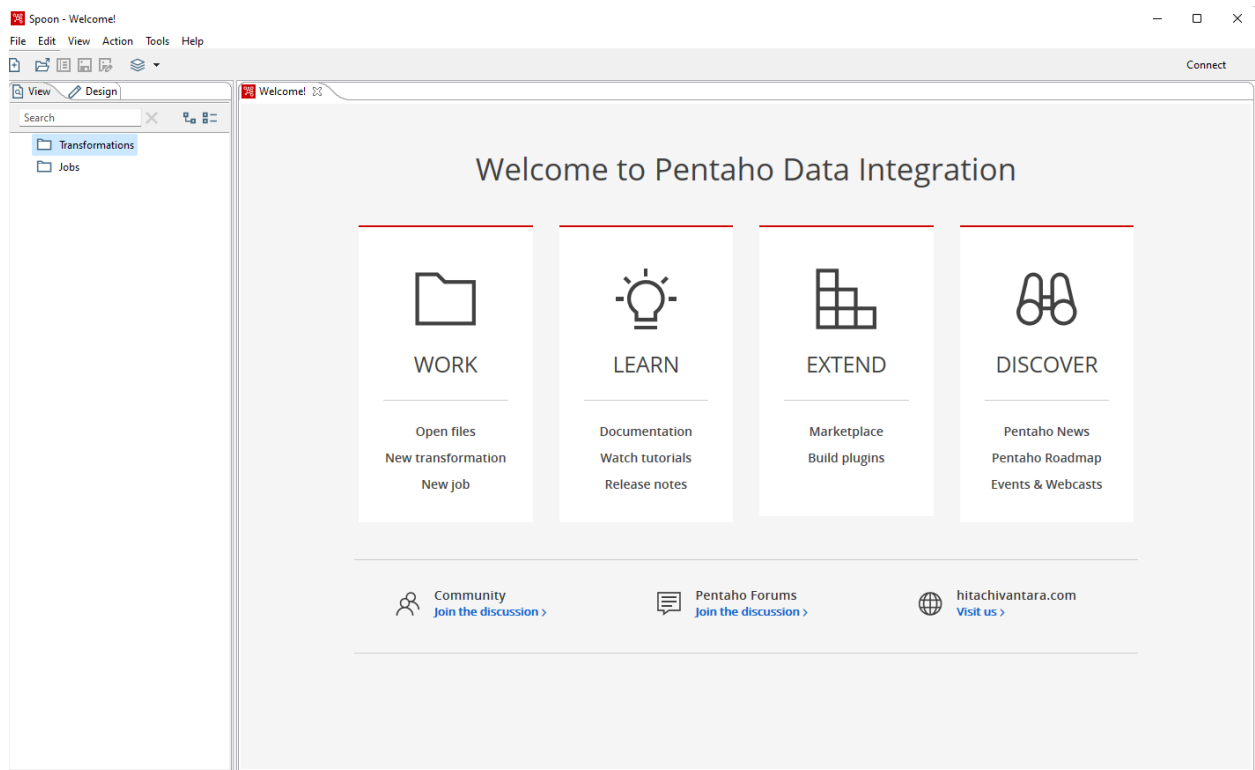 Spoon - Welcome!
File Edit View Action Tools Help
Connect
View Design
Welcome!
Search
Transformations
Jobs
Welcome to Pentaho Data Integration
WORK
Open files
New transformation
New job
LEARN
Documentation
Watch tutorials
Release notes
EXTEND
Marketplace
Build plugins
DISCOVER
Pentaho News
Pentaho Roadmap
Events & Webcasts
Community
Join the discussion >
Pentaho Forums
Join the discussion >
hitachivantara.com
Visit us >